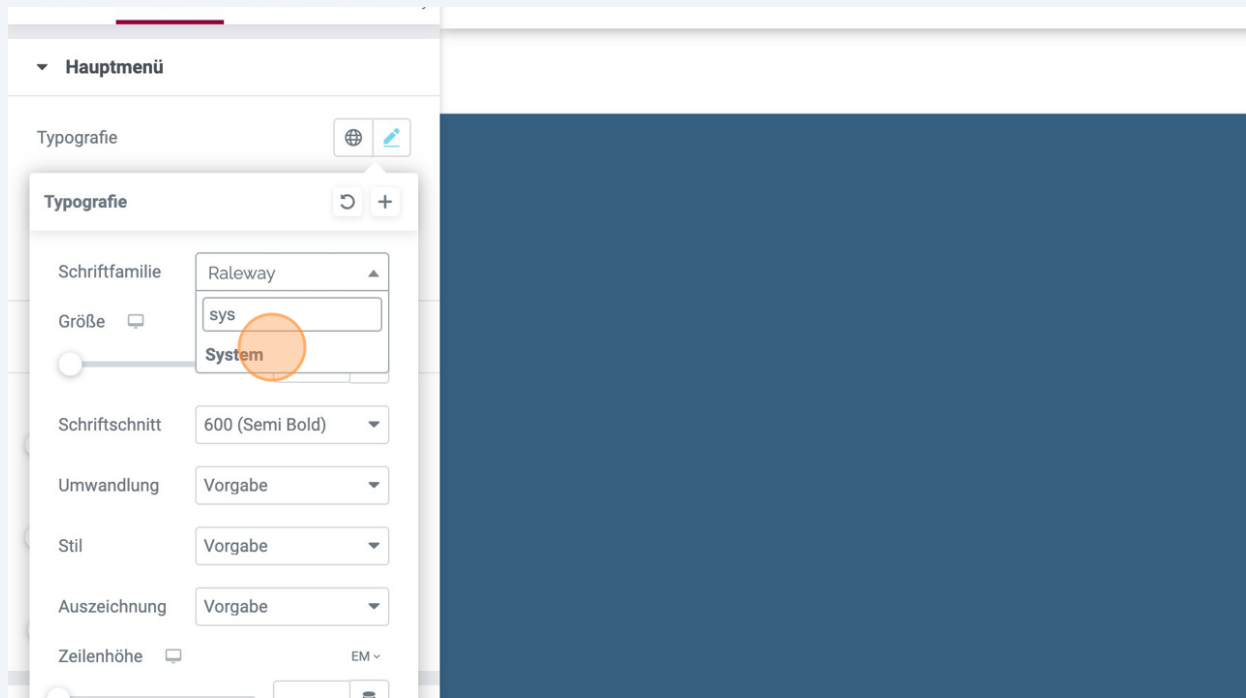 Hauptmenü
Typografie
Typografie
Schriftfamilie Raleway
sys
Größe
System
Schriftschnitt 600 (Semi Bold)
Umwandlung Vorgabe
Stil Vorgabe
Auszeichnung Vorgabe
Zeilenhöhe EM